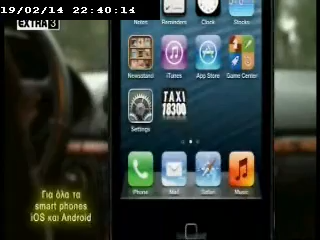 19/02/14 22:40:14
EXTRA 3
Notes
Reminders
Clock
Stocks
Newsstand
iTunes
App Store
Game Center
Settings
TAXI
18300
Για όλα τα
smart phones
iOS και Android
Phone
Mail
Safari
Music